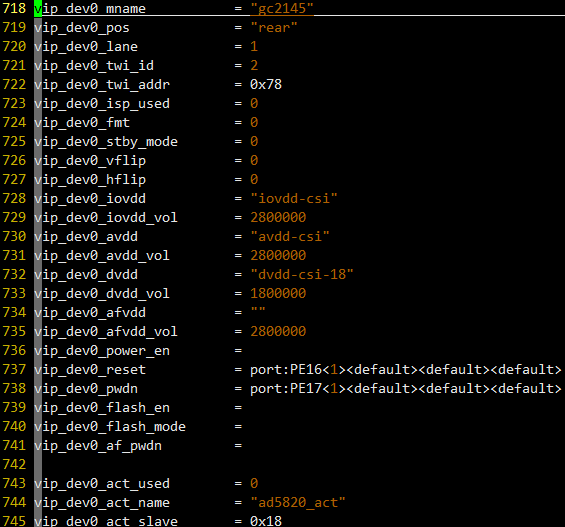 718 vip_dev0_mname = "gc2145"
719 vip_dev0_pos = "rear"
720 vip_dev0_lane = 1
721 vip_dev0_twi_id = 2
722 vip_dev0_twi_addr = 0x78
723 vip_dev0_isp_used = 0
724 vip_dev0_fmt = 0
725 vip_dev0_stby_mode = 0
726 vip_dev0_vflip = 0
727 vip_dev0_hflip = 0
728 vip_dev0_iovdd = "iovdd-csi"
729 vip_dev0_iovdd_vol = 2800000
730 vip_dev0_avdd = "avdd-csi"
731 vip_dev0_avdd_vol = 2800000
732 vip_dev0_dvdd = "dvdd-csi-18"
733 vip_dev0_dvdd_vol = 1800000
734 vip_dev0_afvdd = ""
735 vip_dev0_afvdd_vol = 2800000
736 vip_dev0_power_en =
737 vip_dev0_reset = port:PE16<1><default><default><default>
738 vip_dev0_pwdn = port:PE17<1><default><default><default>
739 vip_dev0_flash_en =
740 vip_dev0_flash_mode =
741 vip_dev0_af_pwdn =
742
743 vip_dev0_act_used = 0
744 vip_dev0_act_name = "ad5820_act"
745 vip_dev0_act_slave = 0x18